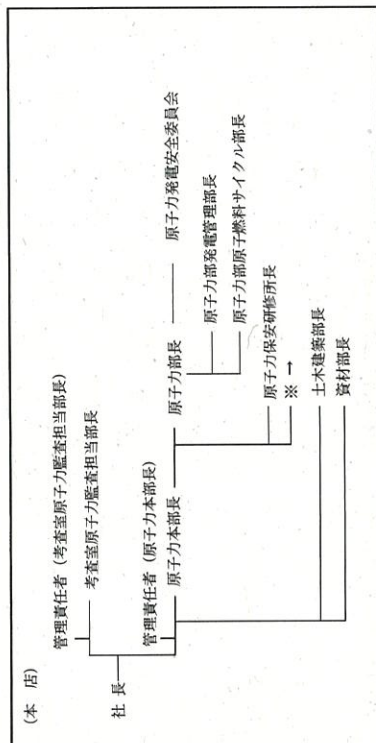 (本 店)
管理責任者 (考査室原子力監査担当部長)
考査室原子力監査担当部長
社 長
管理責任者 (原子力本部長)
原子力本部長
原子力部長
原子力発電安全委員会
原子力部発電管理部長
原子力部原子燃料サイクル部長
原子力保安研修所長
※ →
土木建築部長
資材部長